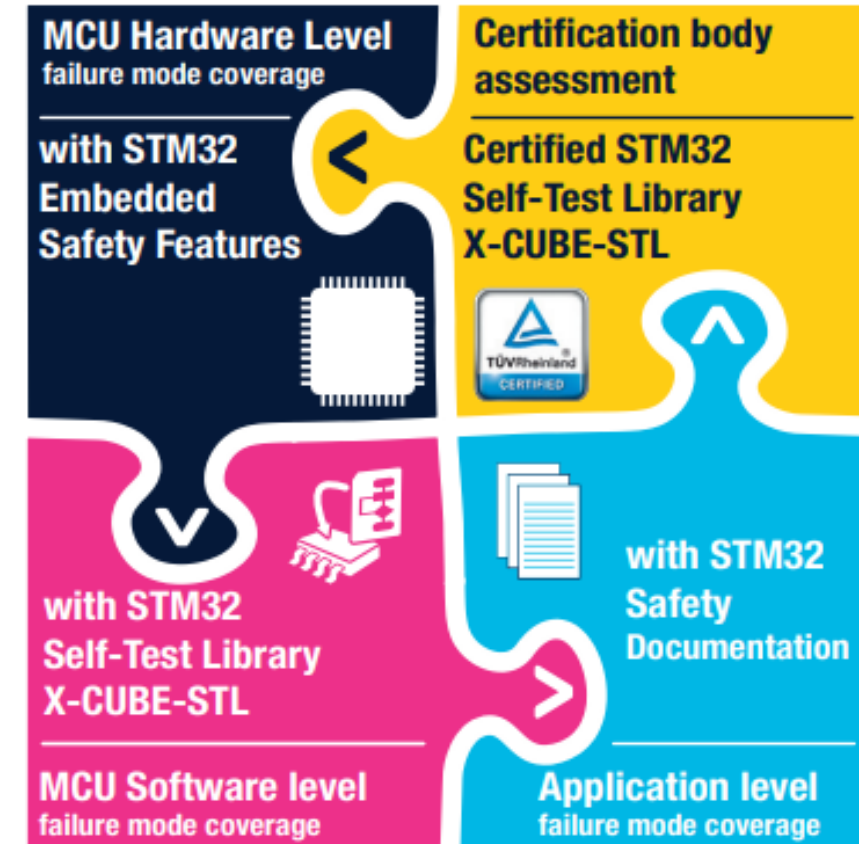 MCU Hardware Level
failure mode coverage
with STM32
Embedded
Safety Features
Certification body
assessment
Certified STM32
Self-Test Library
X-CUBE-STL
TÜVRheinland®
CERTIFIED
with STM32
Self-Test Library
X-CUBE-STL
MCU Software level
failure mode coverage
with STM32
Safety
Documentation
Application level
failure mode coverage